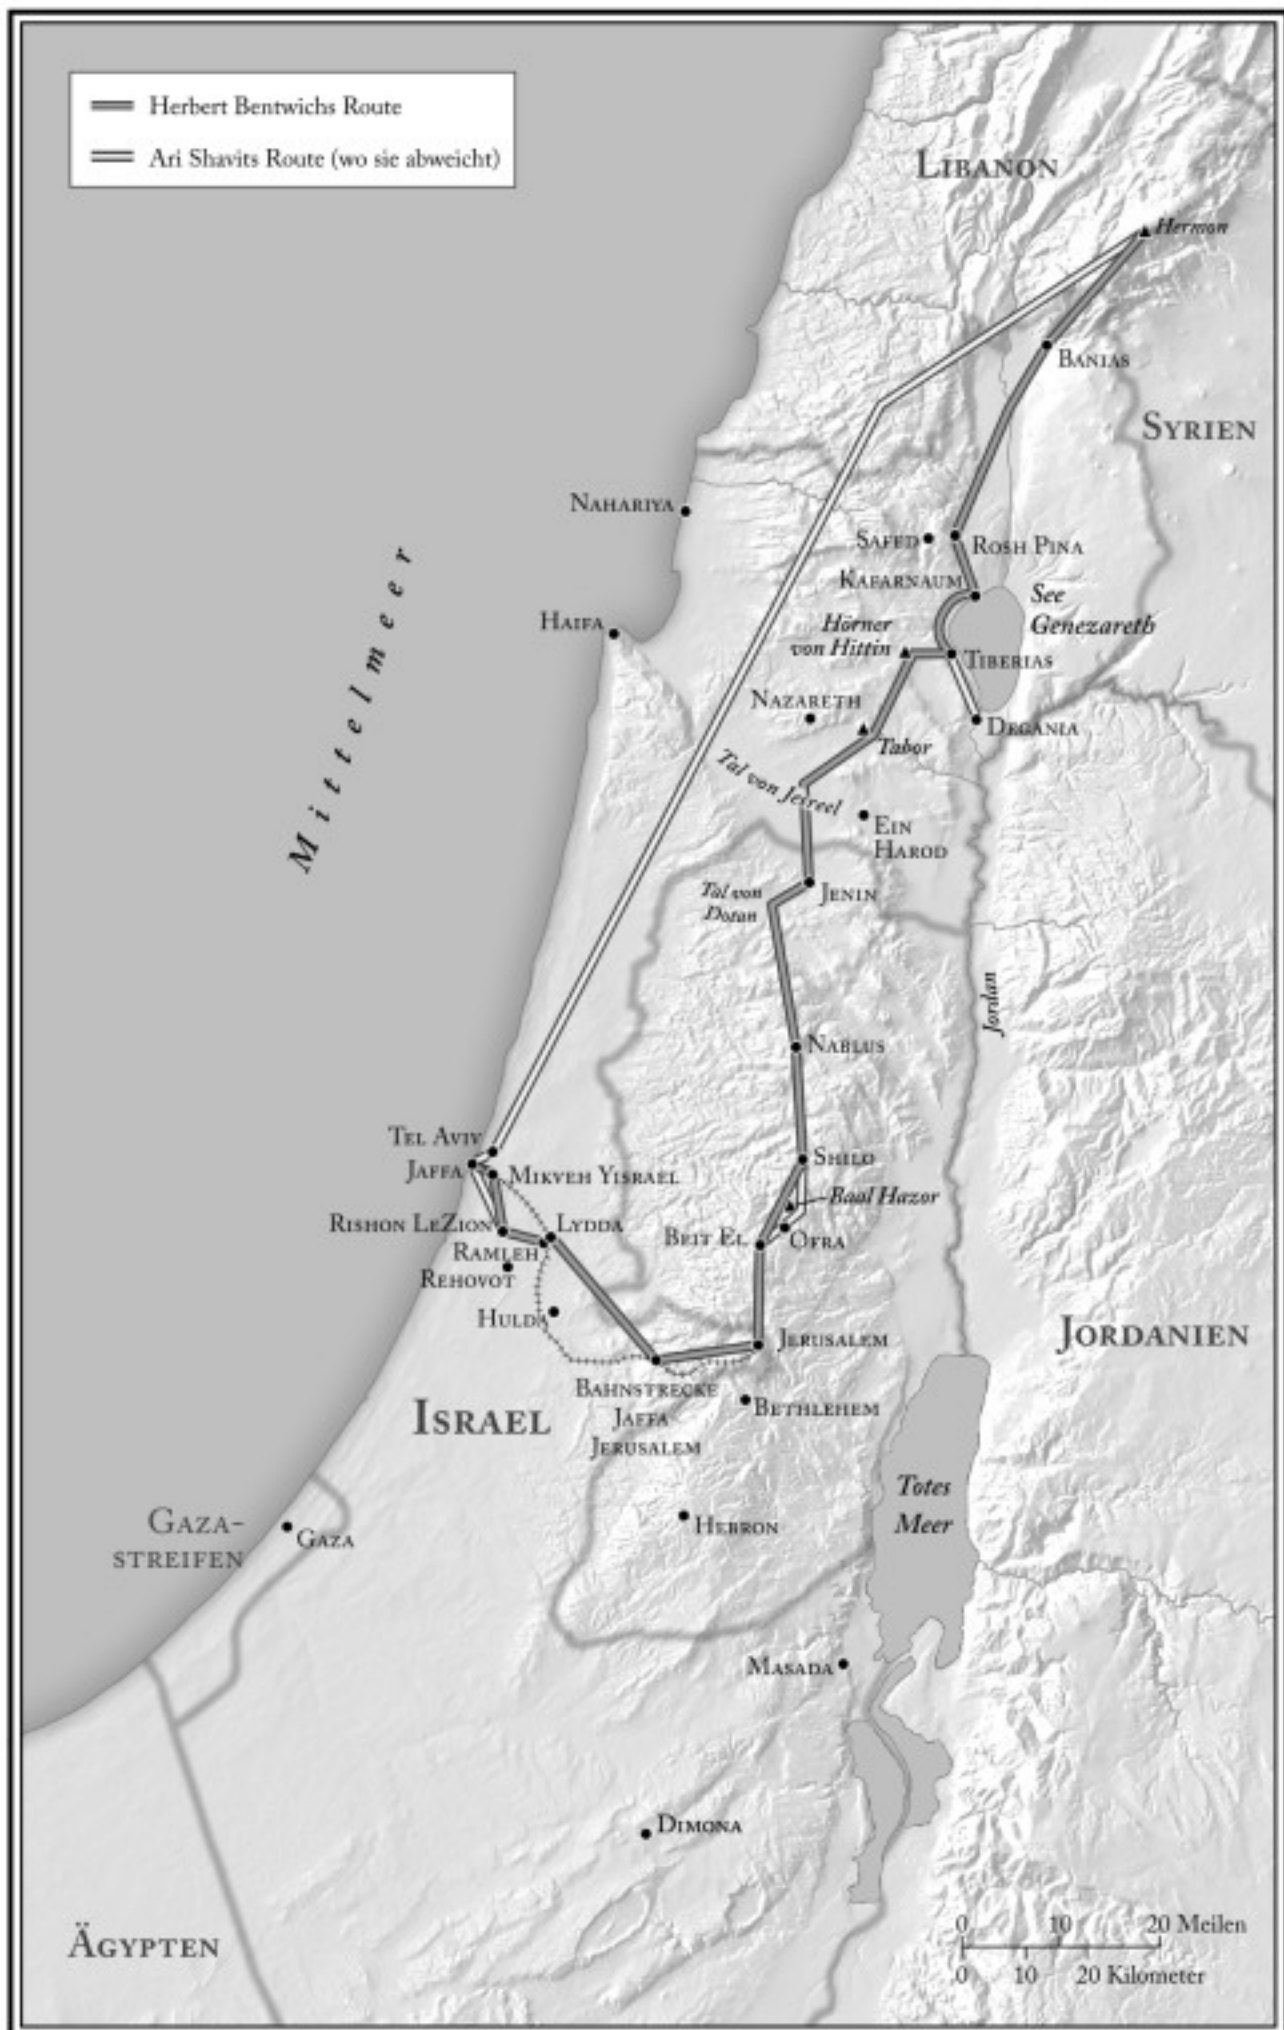 Herbert Bentwichs Route
Ari Shavits Route (wo sie abweicht)
LIBANON
Hermon
BANIAS
SYRIEN
NAHARIYA
SAFED
ROSH PINA
KAFARNAUM
See
Genezareth
HAIFA
Hörner
von Hittin
TIBERIAS
Mittelmeer
NAZARETH
DEGANIA
Tabor
Tal von Jesreel
EIN
HAROD
JENIN
Tal von
Dotan
Jordan
NABLUS
TEL AVIV
JAFFA
MIKVEH YISRAEL
SHILO
Baal Hazor
RISHON LEZION
LYDDA
BEIT EL
OFRA
RAMLEH
REHOVOT
HULDA
JERUSALEM
JORDANIEN
BAHNSTRECKE
JAFFA
JERUSALEM
BETHLEHEM
ISRAEL
Totes
Meer
GAZA-
STREIFEN
GAZA
HEBRON
MASADA
DIMONA
ÄGYPTEN
0 10 20 Meilen
0 10 20 Kilometer